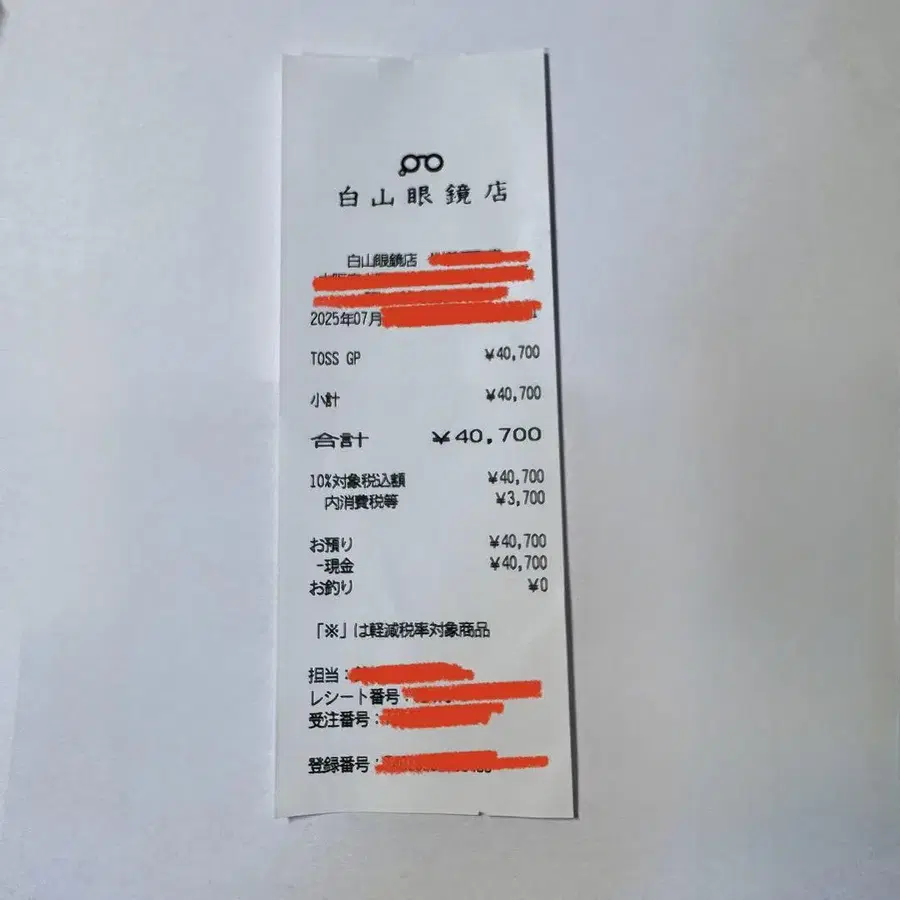 白山眼鏡店
白山眼鏡店
2025年07月
TOSS GP ¥40,700
小計 ¥40,700
合計 ¥40,700
10%対象税込額 ¥40,700
内消費税等 ¥3,700
お預り ¥40,700
-現金 ¥40,700
お釣り ¥0
「※」は軽減税率対象商品
担当:
レシート番号:
受注番号:
登録番号: